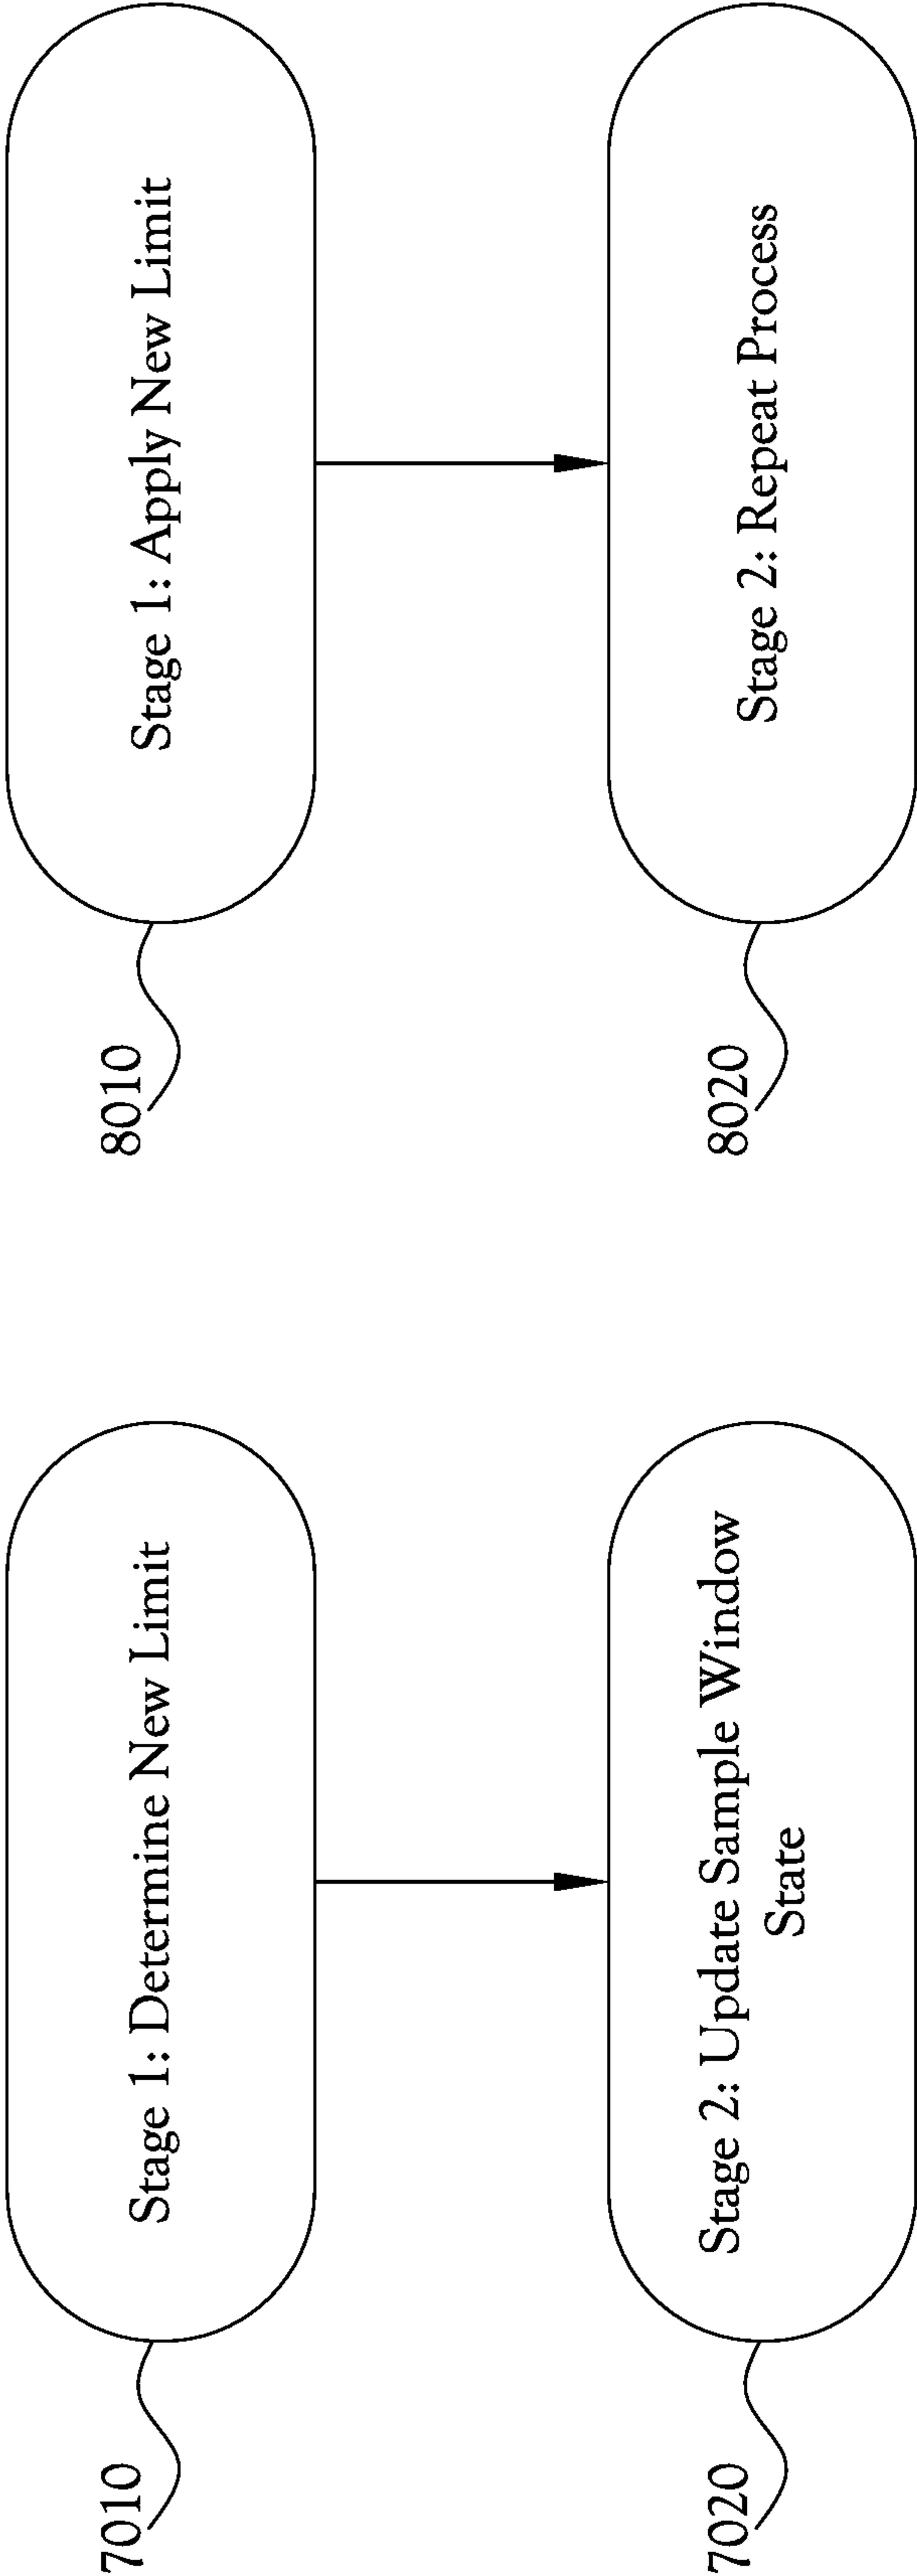 7010
Stage 1: Determine New Limit
7020
Stage 2: Update Sample Window
State
8010
Stage 1: Apply New Limit
8020
Stage 2: Repeat Process